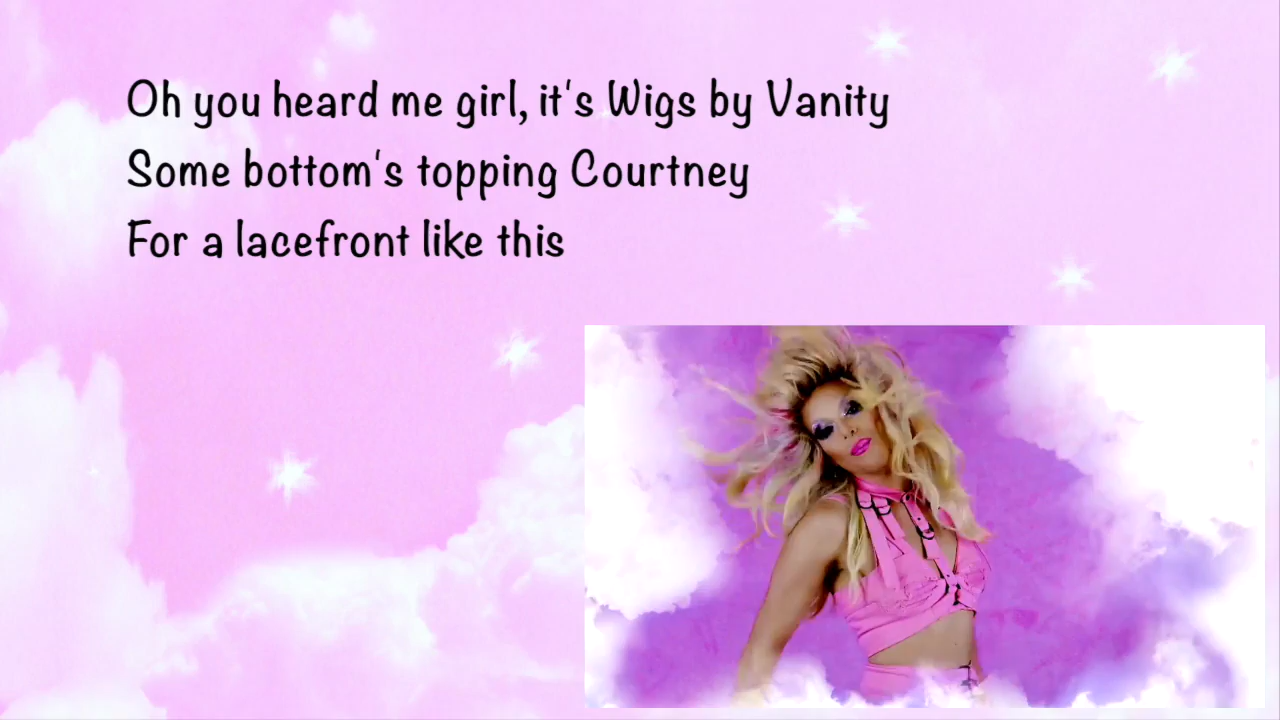 Oh you heard me girl, it's Wigs by Vanity
Some bottom's topping Courtney
For a lacefront like this